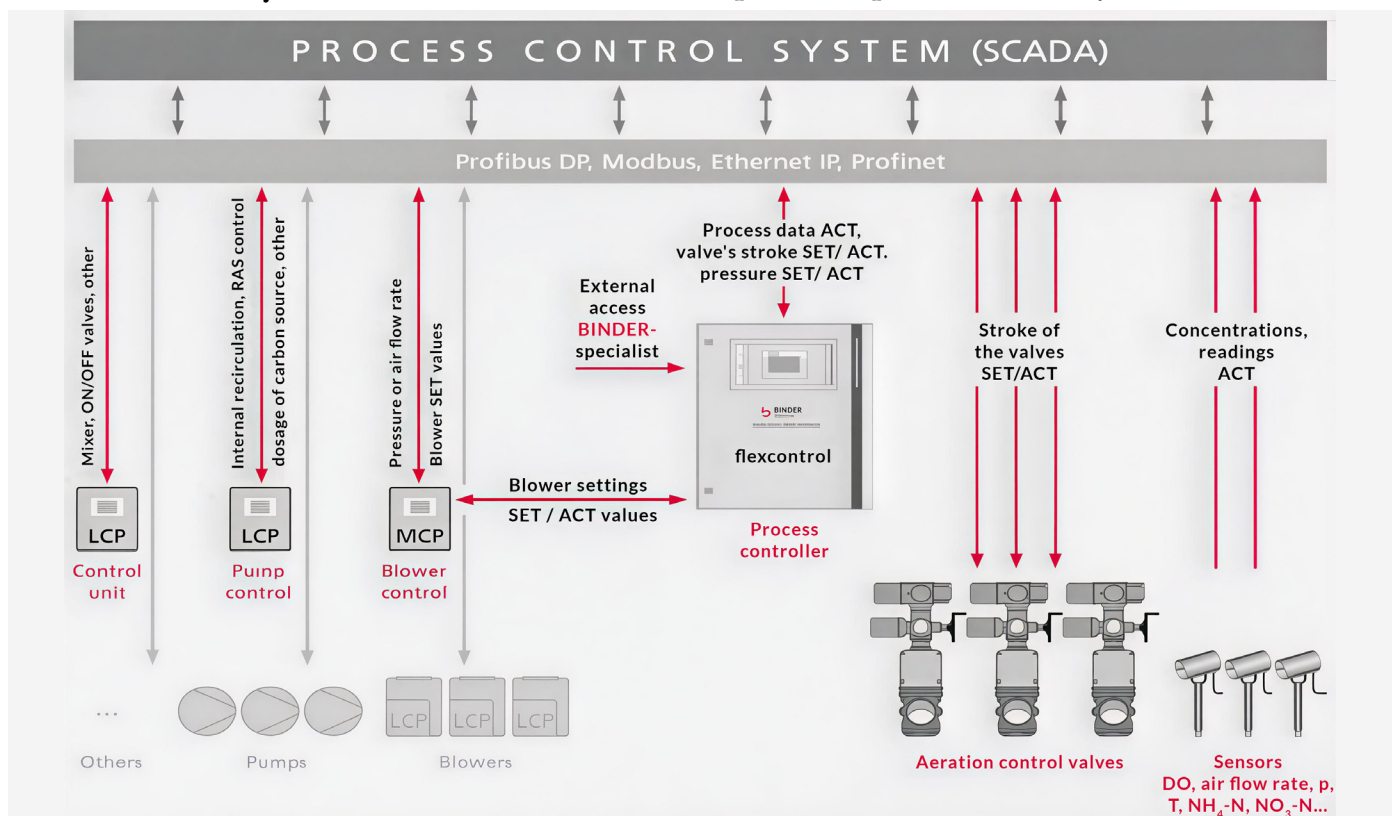 PROCESS CONTROL SYSTEM (SCADA)
Profibus DP, Modbus, Ethernet IP, Profinet
Mixer, ON/OFF valves, other
Internal recirculation, RAS control
dosage of carbon source, other
Pressure or air flow rate
Blower SET values
Process data ACT,
valve's stroke SET/ ACT.
pressure SET/ ACT
External
access
BINDER-
specialist
Stroke of
the valves
SET/ACT
Concentrations,
readings
ACT
BINDER
flexcontrol
Blower settings
SET / ACT values
LCP
LCP
MCP
Control
unit
Pump
control
Blower
control
Process
controller
...
LCP
LCP
LCP
Others
Pumps
Blowers
Aeration control valves
Sensors
DO, air flow rate, p,
T, NH₄-N, NO₃-N...